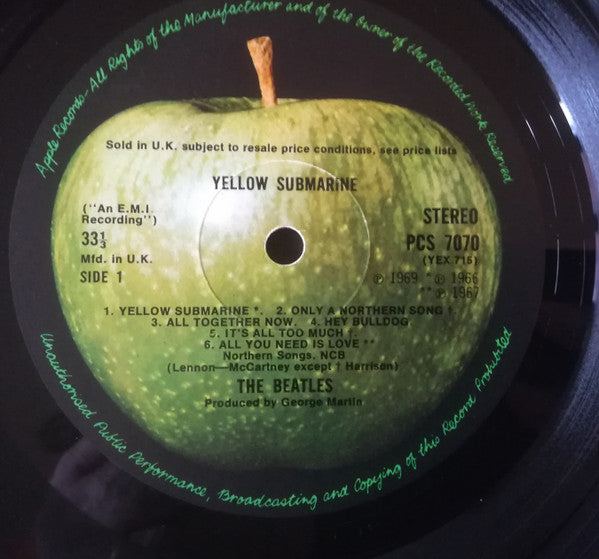 Apple Records-All Rights of the Manufacturer and of the Owner of the Recorded Work Reserved
Sold in U.K. subject to resale price conditions, see price lists
YELLOW SUBMARINE
(''An E.M.I.
Recording'')
STEREO
33⅓
PCS 7070
Mfd. in U.K.
(YEX 715)
SIDE 1
℗ 1969 * ℗ 1966
** ℗ 1967
1. YELLOW SUBMARINE *. 2. ONLY A NORTHERN SONG †.
3. ALL TOGETHER NOW. 4. HEY BULLDOG.
5. IT'S ALL TOO MUCH †.
6. ALL YOU NEED IS LOVE **
Northern Songs, NCB
(Lennon—McCartney except † Harrison)
THE BEATLES
Produced by George Martin
Unauthorised Public Performance, Broadcasting and Copying of this Record Prohibited